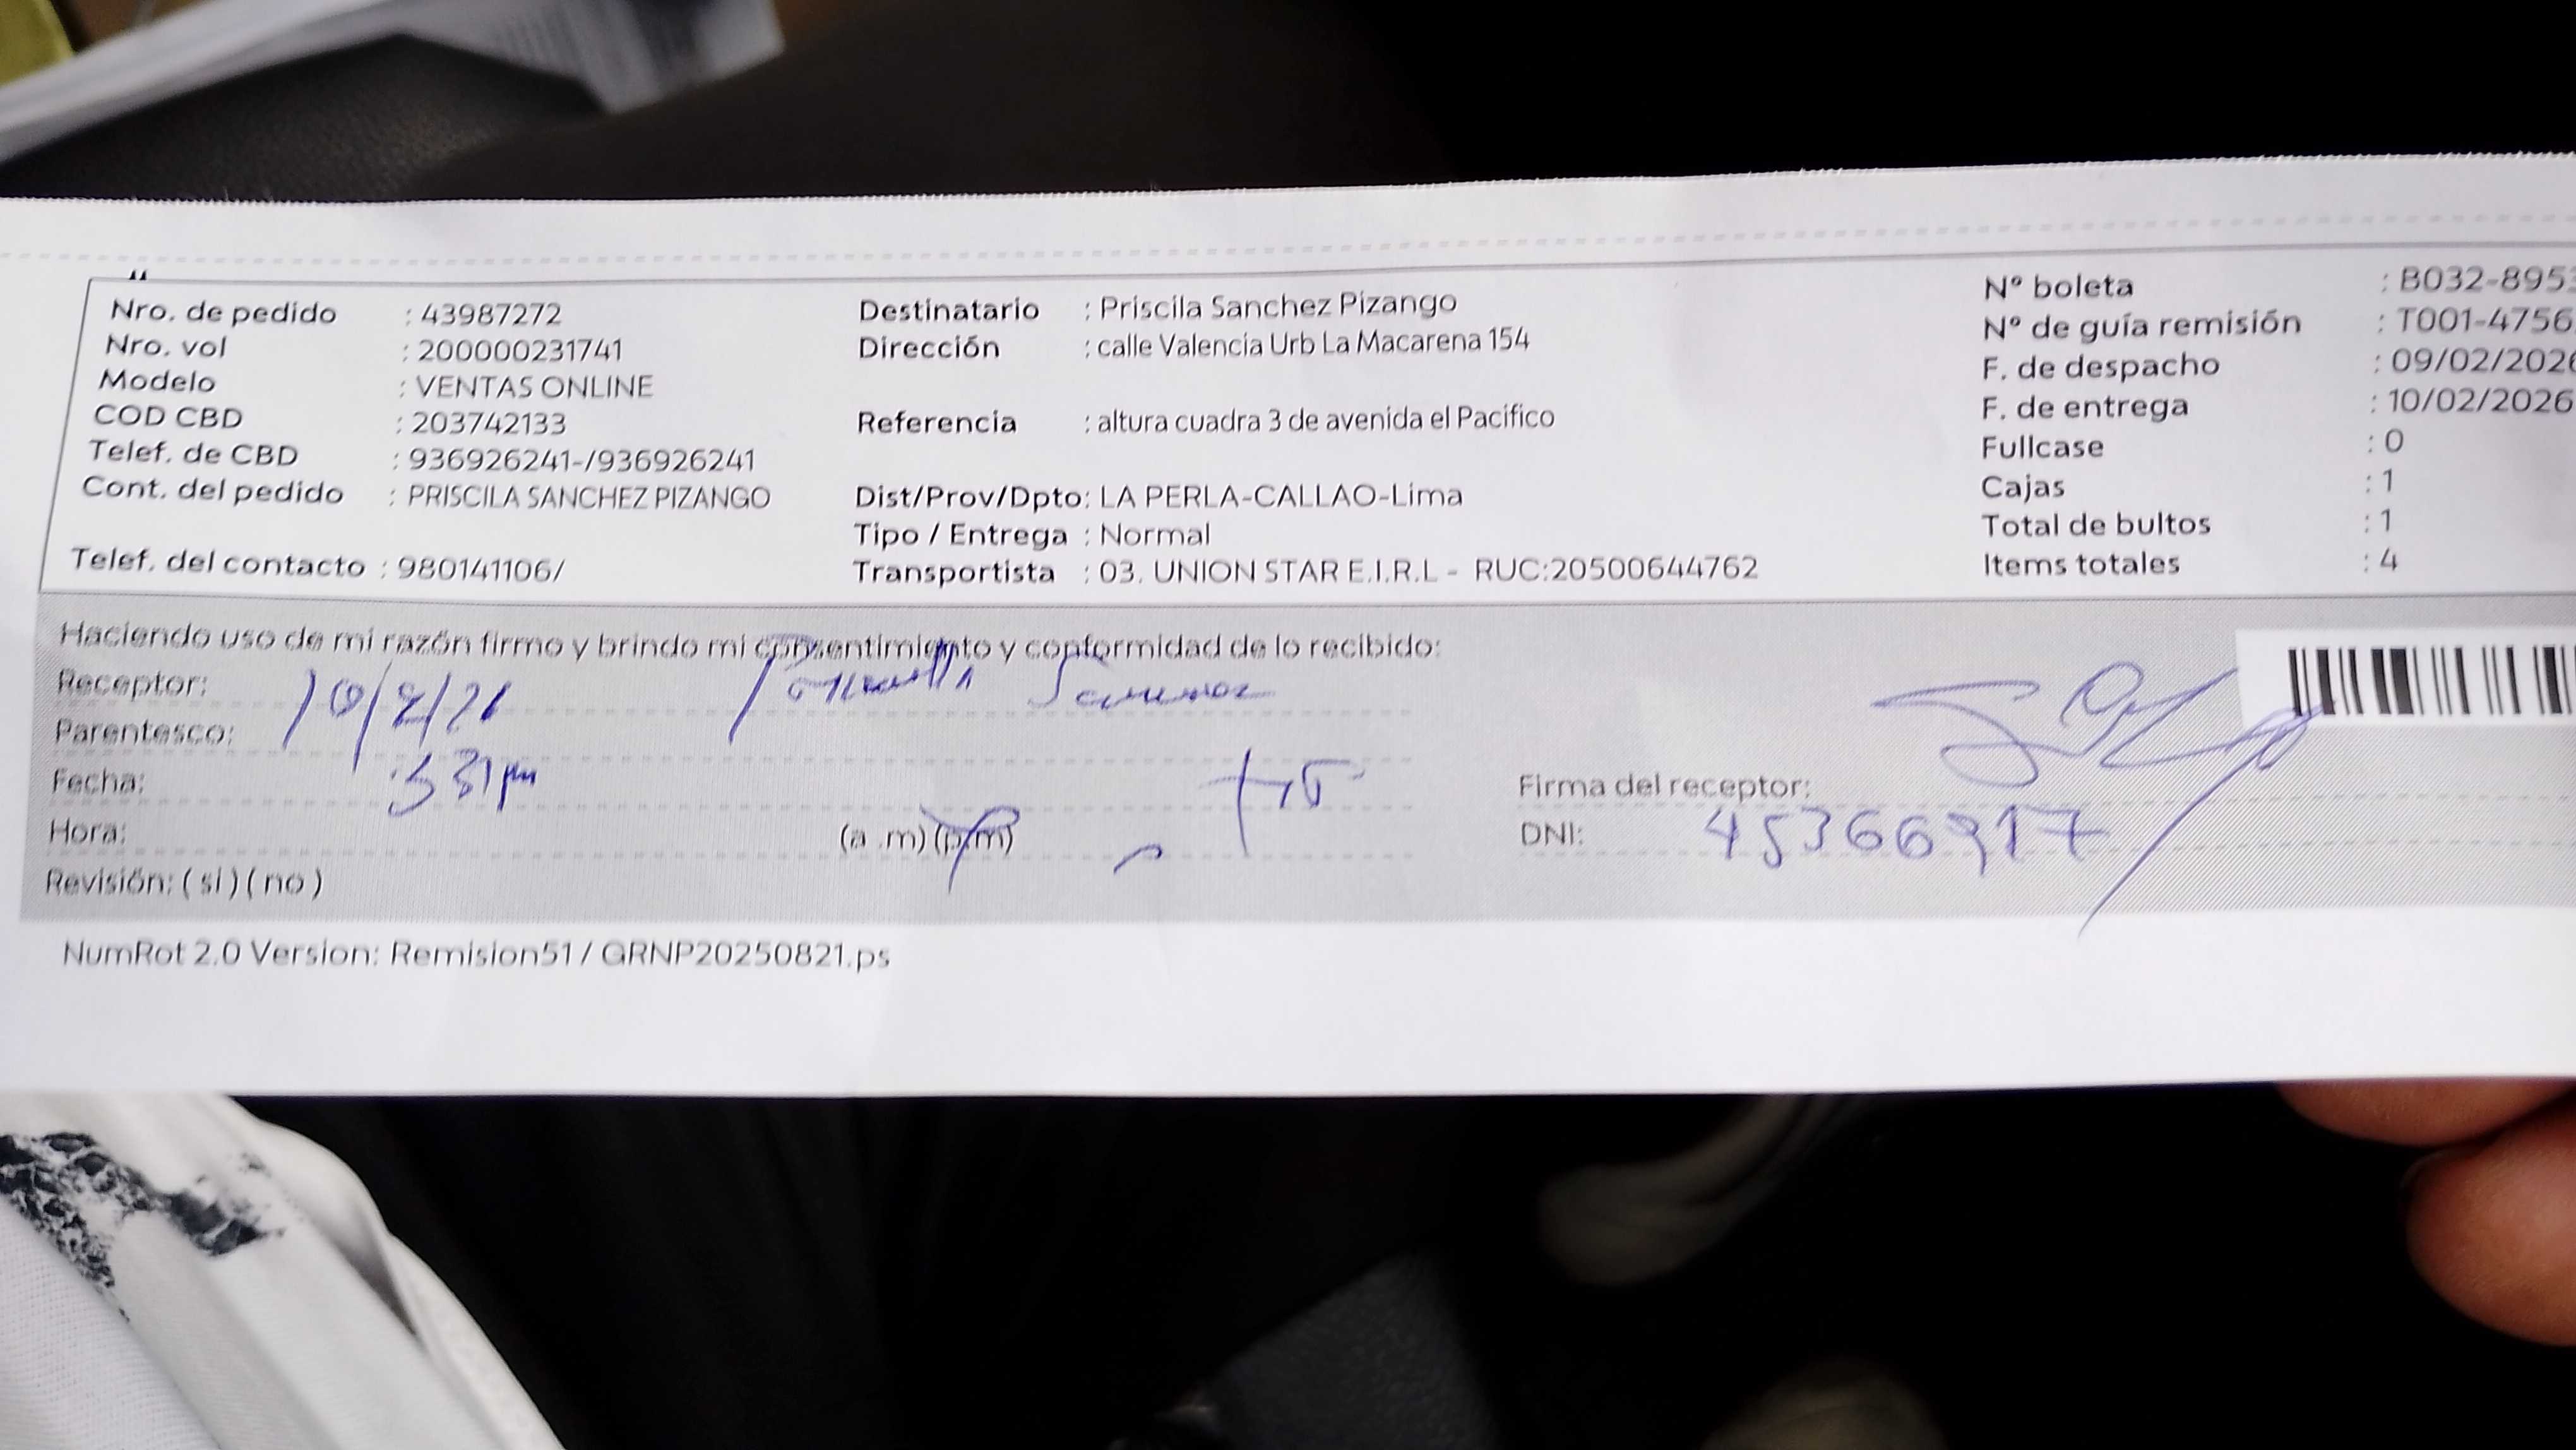 Nro. de pedido : 43987272
Nro. vol : 200000231741
Modelo : VENTAS ONLINE
COD CBD : 203742133
Telef. de CBD : 936926241-/936926241
Cont. del pedido : PRISCILA SANCHEZ PIZANGO
Telef. del contacto : 980141106/
Destinatario : Priscila Sanchez Pizango
Dirección : calle Valencia Urb La Macarena 154
Referencia : altura cuadra 3 de avenida el Pacifico
Dist/Prov/Dpto: LA PERLA-CALLAO-Lima
Tipo / Entrega : Normal
Transportista : 03. UNION STAR E.I.R.L - RUC:20500644762
Nº boleta : B032-8953
Nº de guía remisión : T001-4756
F. de despacho : 09/02/2026
F. de entrega : 10/02/2026
Fullcase : 0
Cajas : 1
Total de bultos : 1
Items totales : 4
Haciendo uso de mi razón firmo y brindo mi consentimiento y conformidad de lo recibido:
Receptor:
Parentesco:
Fecha:
Hora: (a .m) (p.m)
Revisión: ( si ) ( no )
Firma del receptor:
DNI: 45366917
NumRot 2.0 Version: Remision51 / GRNP20250821.ps